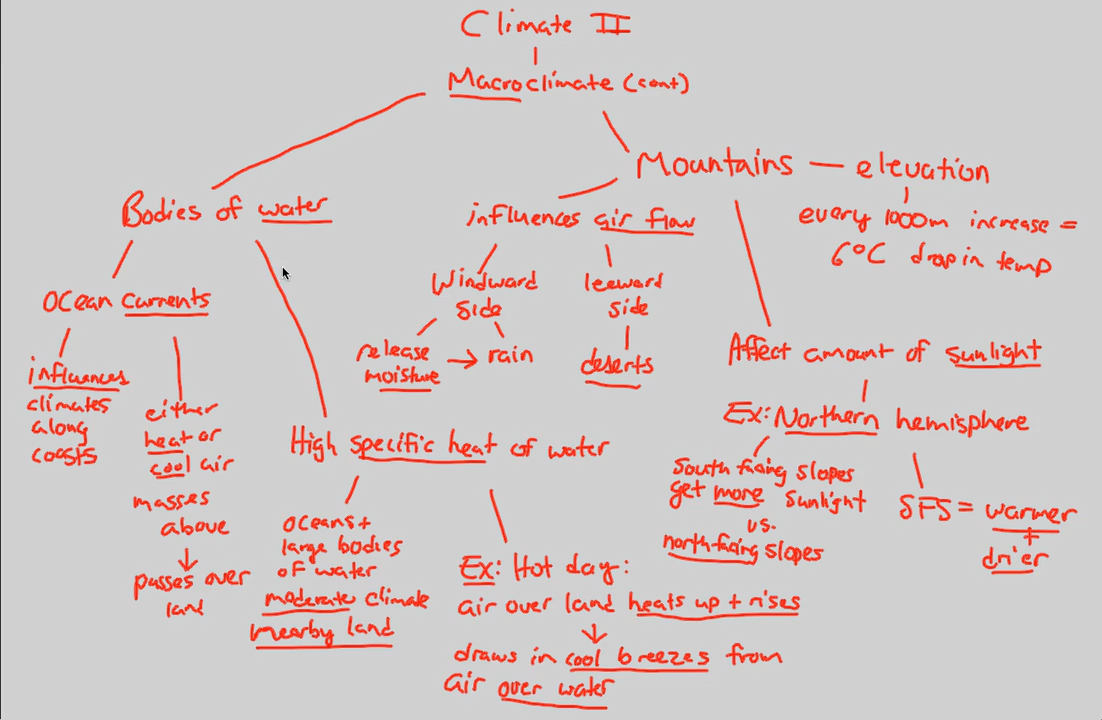 Climate II
Macroclimate (cont)
Bodies of water
Ocean currents
influences
climates
along
coasts
either
heat or
cool air
masses
above
↓
passes over
land
High specific heat of water
oceans +
large bodies
of water
moderate climate
nearby land
Ex: Hot day:
air over land heats up + rises
↓
draws in cool breezes from
air over water
Mountains — elevation
every 1000m increase =
6°C drop in temp
influences air flow
Windward
side
release
moisture → rain
leeward
side
deserts
Affect amount of sunlight
Ex: Northern hemisphere
South facing slopes
get more sunlight
vs.
north-facing slopes
SFS = warmer
+
drier